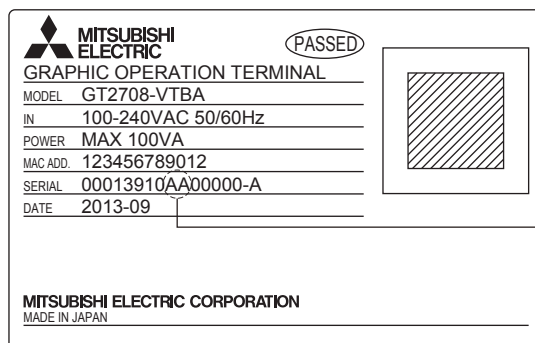 MITSUBISHI
ELECTRIC
PASSED
GRAPHIC OPERATION TERMINAL
MODEL GT2708-VTBA
IN 100-240VAC 50/60Hz
POWER MAX 100VA
MAC ADD. 123456789012
SERIAL 00013910AA00000-A
DATE 2013-09
MITSUBISHI ELECTRIC CORPORATION
MADE IN JAPAN